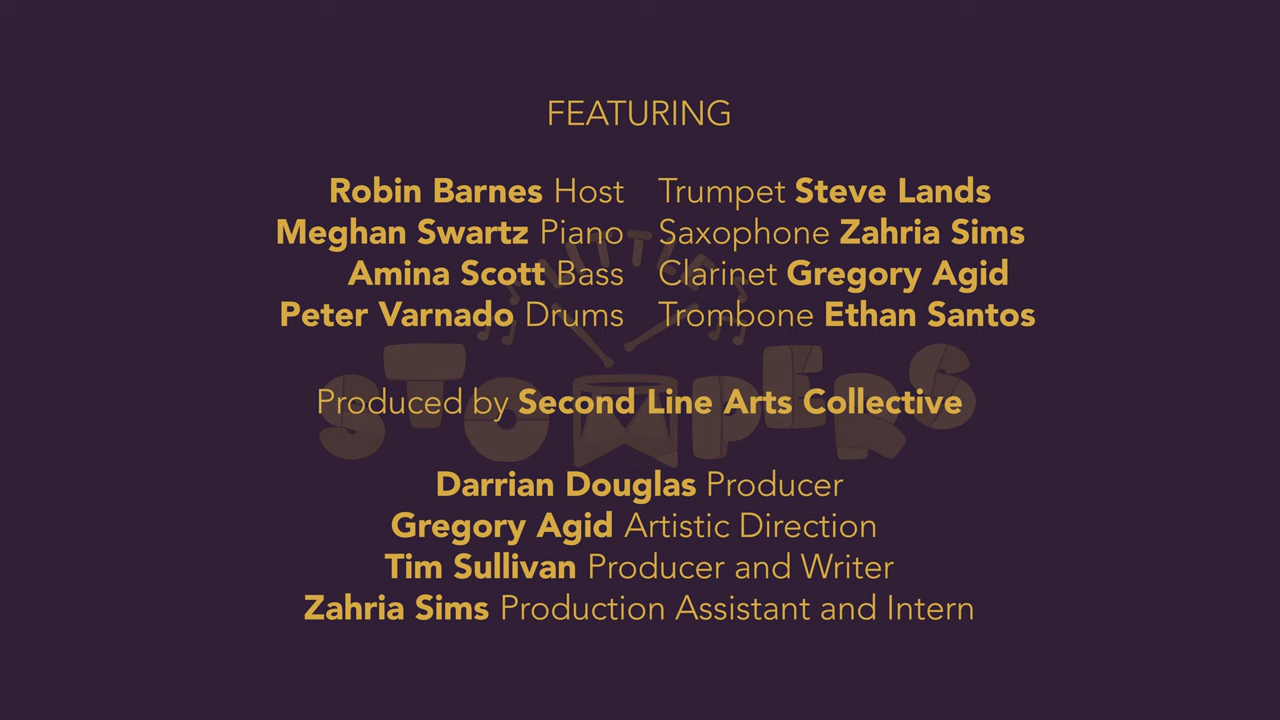 FEATURING
Robin Barnes Host Trumpet Steve Lands
Meghan Swartz Piano Saxophone Zahria Sims
Amina Scott Bass Clarinet Gregory Agid
Peter Varnado Drums Trombone Ethan Santos
LITTLE
STOMPERS
Produced by Second Line Arts Collective
Darrian Douglas Producer
Gregory Agid Artistic Direction
Tim Sullivan Producer and Writer
Zahria Sims Production Assistant and Intern